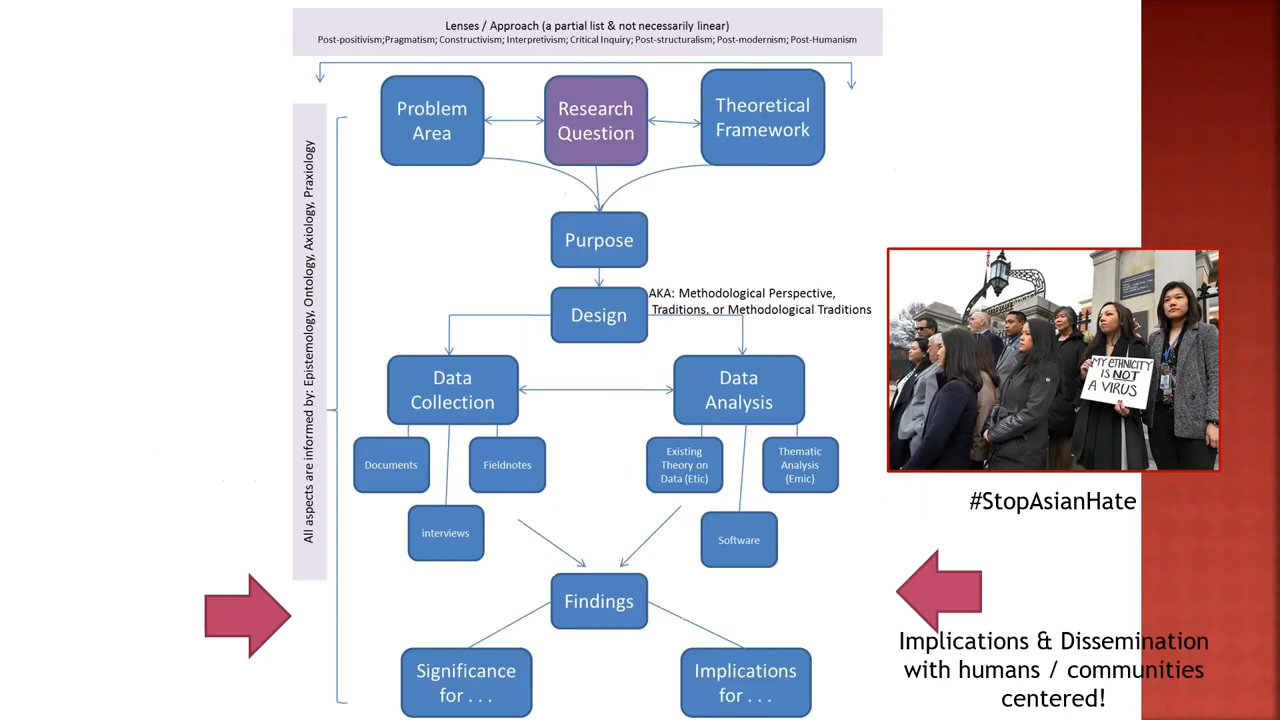 Lenses / Approach (a partial list & not necessarily linear)
Post-positivism;Pragmatism; Constructivism; Interpretivism; Critical Inquiry; Post-structuralism; Post-modernism; Post-Humanism
All aspects are informed by: Epistemology, Ontology, Axiology, Praxiology
Problem
Area
Research
Question
Theoretical
Framework
Purpose
Design
AKA: Methodological Perspective,
Traditions, or Methodological Traditions
Data
Collection
Data
Analysis
Documents
Fieldnotes
interviews
Existing
Theory on
Data (Etic)
Thematic
Analysis
(Emic)
Software
Findings
Significance
for . . .
Implications
for . . .
MY ETHNICITY
IS NOT
A VIRUS
#StopAsianHate
Implications & Dissemination
with humans / communities
centered!